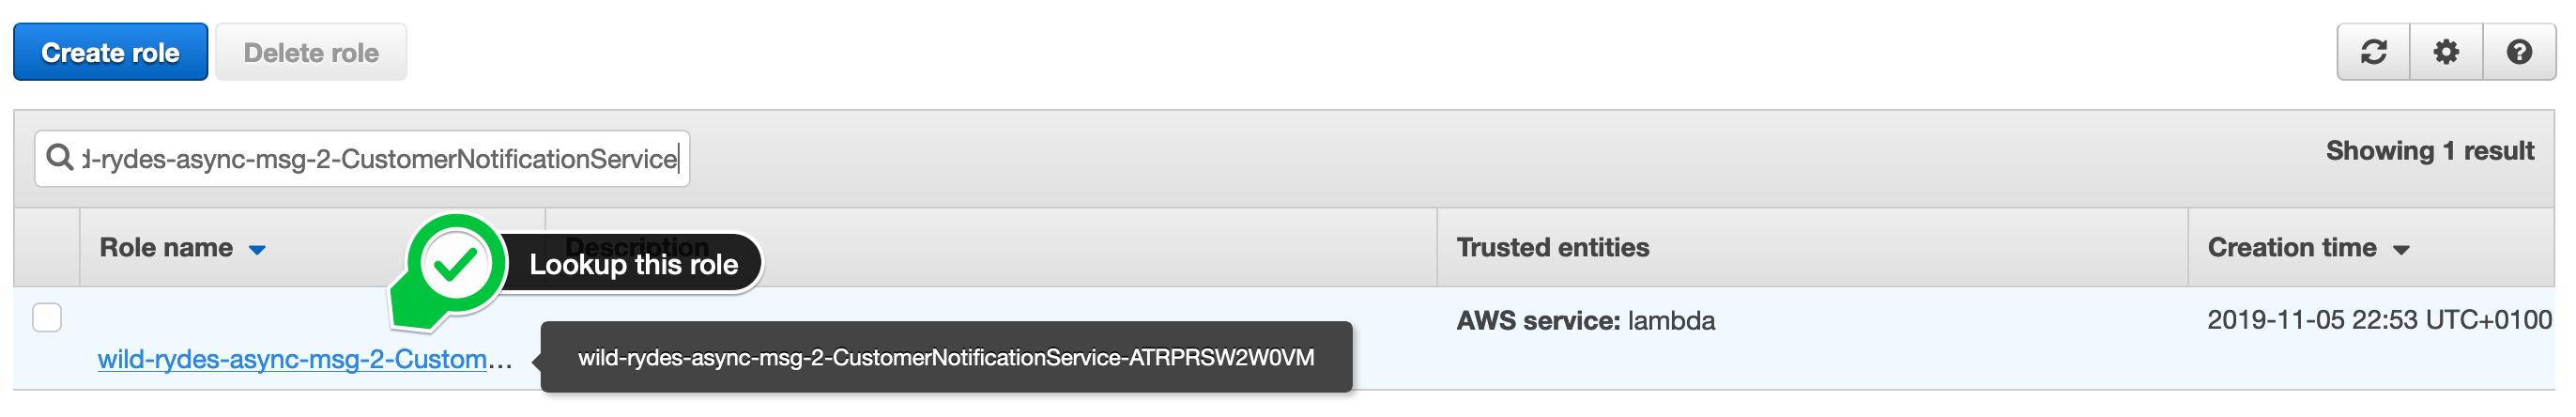 Create role Delete role
d-rydes-async-msg-2-CustomerNotificationService
Showing 1 result
Role name Description Trusted entities Creation time
Lookup this role
AWS service: lambda 2019-11-05 22:53 UTC+0100
wild-rydes-async-msg-2-Custom... wild-rydes-async-msg-2-CustomerNotificationService-ATRPRSW2W0VM